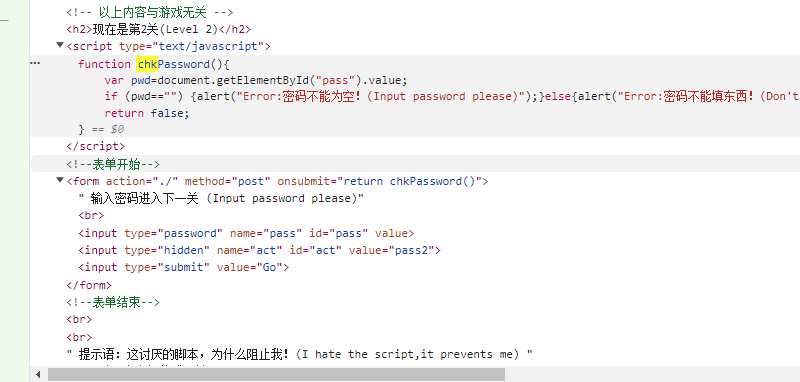 <!-- 以上内容与游戏无关 -->
<h2>现在是第2关(Level 2)</h2>
<script type="text/javascript">
function chkPassword(){
var pwd=document.getElementById("pass").value;
if (pwd=="") {alert("Error:密码不能为空! (Input password please)");}else{alert("Error:密码不能填东西! (Don't
return false;
} == $0
</script>
<!--表单开始-->
<form action="./" method="post" onsubmit="return chkPassword()">
" 输入密码进入下一关 (Input password please)"
<br>
<input type="password" name="pass" id="pass" value>
<input type="hidden" name="act" id="act" value="pass2">
<input type="submit" value="Go">
</form>
<!--表单结束-->
<br>
<br>
" 提示语: 这讨厌的脚本，为什么阻止我! (I hate the script,it prevents me) "